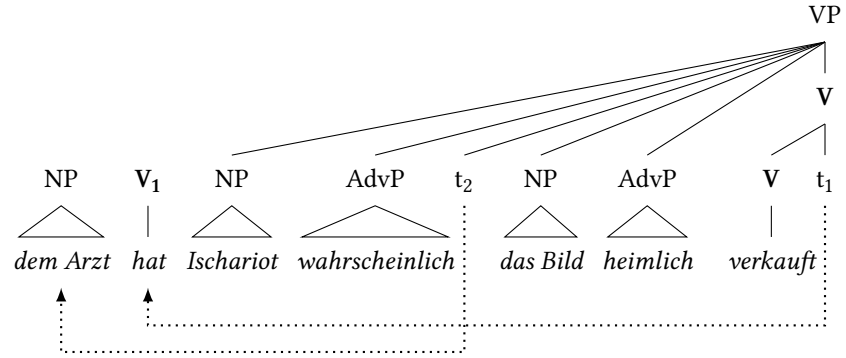 VP
V
NP V₁ NP AdvP t₂ NP AdvP V t₁
dem Arzt hat Ischariot wahrscheinlich das Bild heimlich verkauft